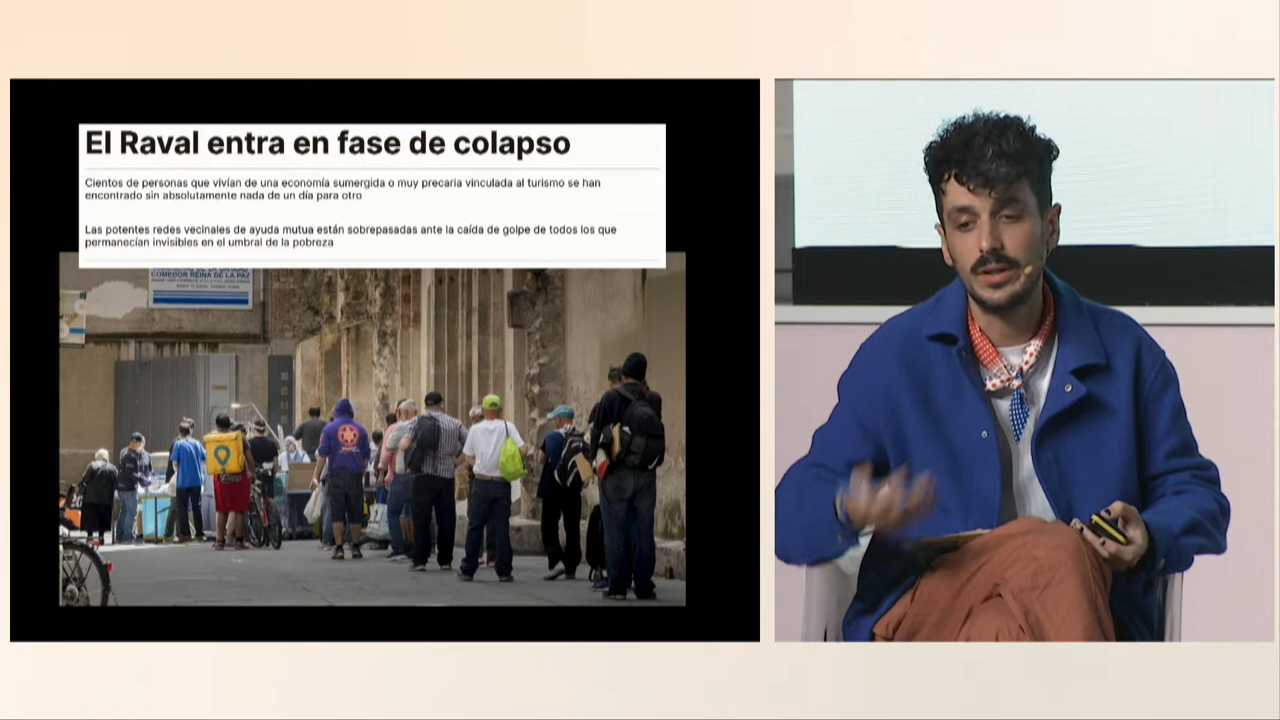 El Raval entra en fase de colapso
Cientos de personas que vivían de una economía sumergida o muy precaria vinculada al turismo se han
encontrado sin absolutamente nada de un día para otro
Las potentes redes vecinales de ayuda mutua están sobrepasadas ante la caída de golpe de todos los que
permanecían invisibles en el umbral de la pobreza
COMEDOR REINA DE LA PAZ